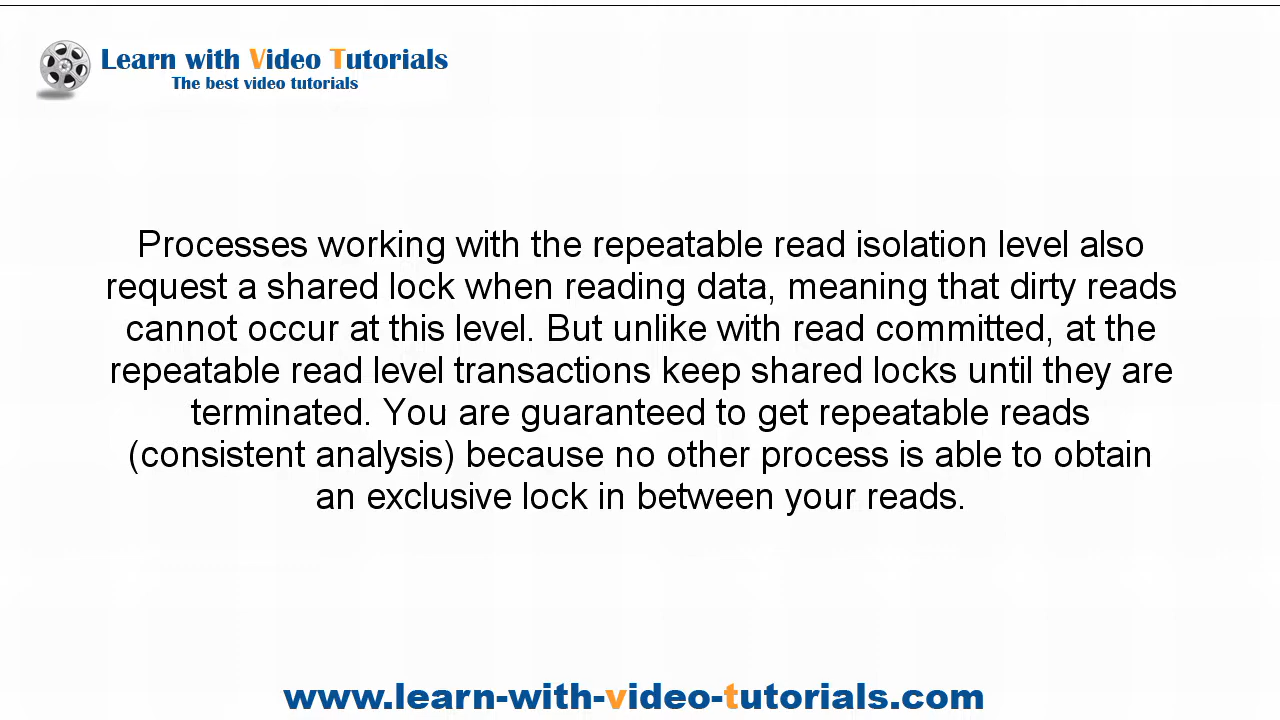 Learn with Video Tutorials
The best video tutorials
Processes working with the repeatable read isolation level also
request a shared lock when reading data, meaning that dirty reads
cannot occur at this level. But unlike with read committed, at the
repeatable read level transactions keep shared locks until they are
terminated. You are guaranteed to get repeatable reads
(consistent analysis) because no other process is able to obtain
an exclusive lock in between your reads.
www.learn-with-video-tutorials.com